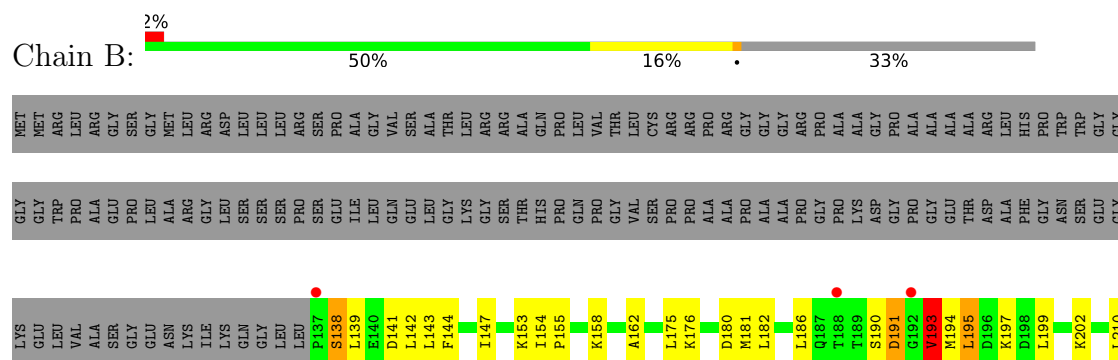 2%
Chain B:
50% 16% • 33%
MET MET ARG LEU ARG GLY SER GLY MET LEU ARG ASP LEU LEU LEU ARG SER PRO ALA GLY VAL SER ALA THR LEU ARG ARG ALA GLN PRO LEU VAL THR LEU CYS ARG ARG PRO ARG GLY GLY GLY ARG PRO ALA ALA GLY PRO ALA ALA ALA ALA ARG LEU HIS PRO TRP TRP GLY GLY
GLY GLY TRP PRO ALA GLU PRO LEU ALA ARG GLY LEU SER SER SER PRO SER GLU ILE LEU GLN GLU LEU GLY LYS GLY SER THR HIS PRO GLN PRO GLY VAL SER PRO PRO ALA ALA PRO ALA ALA PRO GLY PRO LYS ASP GLY PRO GLY GLU THR ASP ALA PHE GLY ASN SER GLU GLY
LYS GLU LEU VAL ALA SER GLY GLU ASN LYS ILE LYS GLN GLY LEU LEU P137 S138 L139 E140 D141 L142 L143 F144 I147 K153 I154 P155 K158 A162 L175 K176 D180 M181 L182 L186 Q187 T188 T189 S190 D191 G192 V193 M194 L195 D196 K197 D198 L199 K202